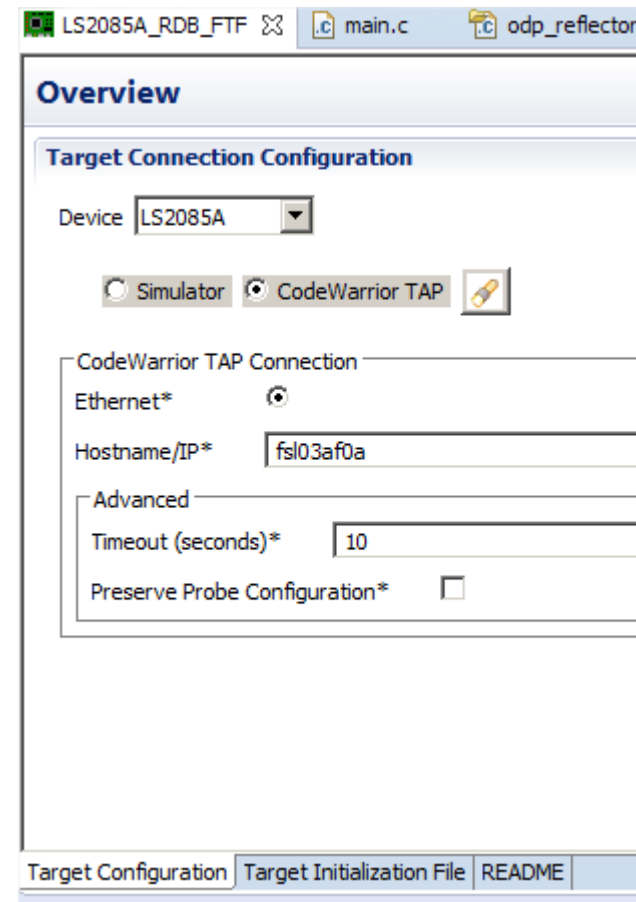 LS2085A_RDB_FTF main.c odp_reflector
Overview
Target Connection Configuration
Device LS2085A
Simulator CodeWarrior TAP
CodeWarrior TAP Connection
Ethernet*
Hostname/IP* fsl03af0a
Advanced
Timeout (seconds)* 10
Preserve Probe Configuration*
Target Configuration Target Initialization File README